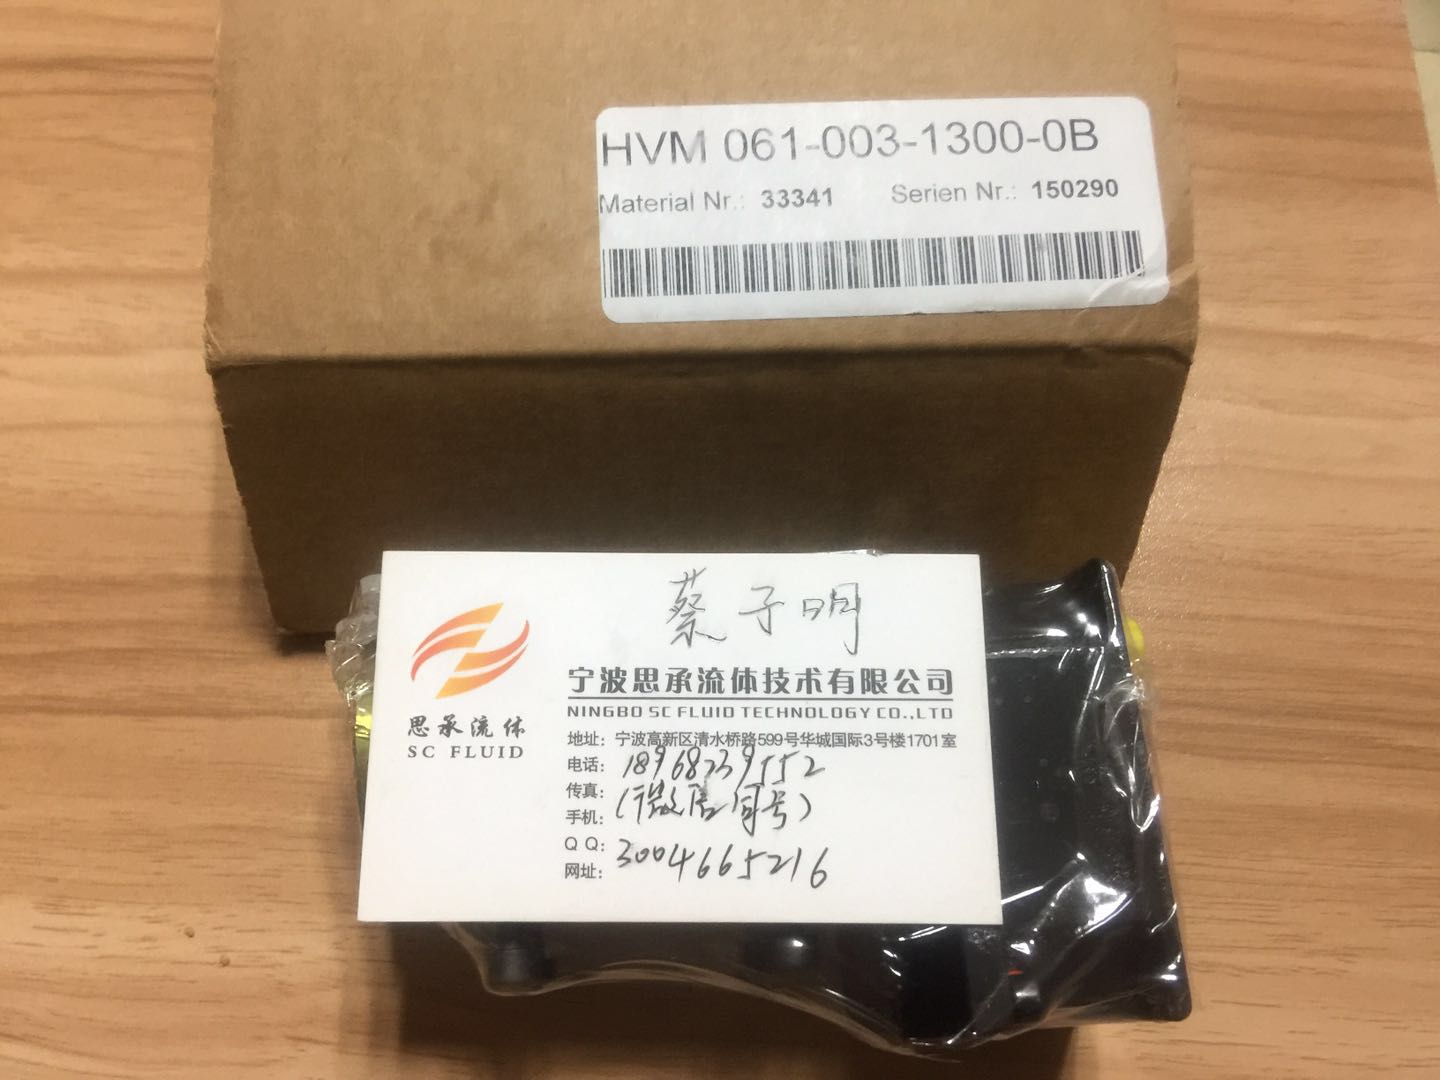 HVM 061-003-1300-0B
Material Nr.: 33341 Serien Nr.: 150290
蔡子明
思承流体
SC FLUID
宁波思承流体技术有限公司
NINGBO SC FLUID TECHNOLOGY CO.,LTD
地址: 宁波高新区清水桥路599号华城国际3号楼1701室
电话: 18968239552
传真: (微信同号)
手机:
QQ: 3004665216
网址: